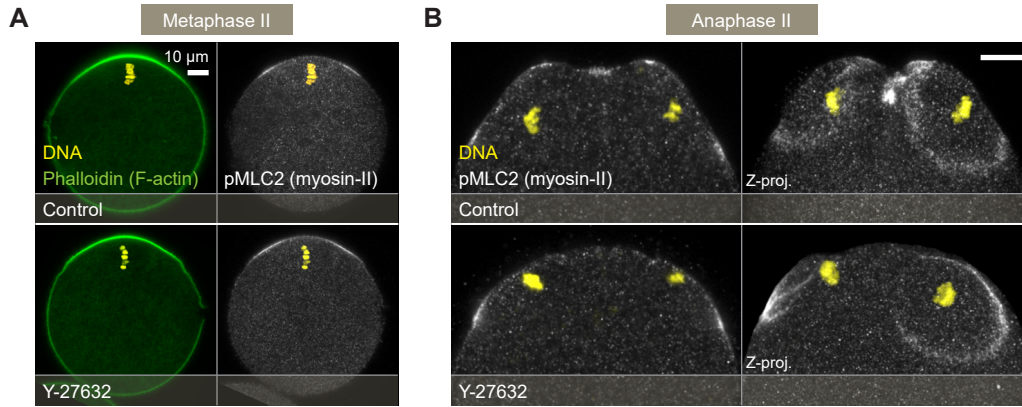 A
Metaphase II
10 µm
DNA
Phalloidin (F-actin)
pMLC2 (myosin-II)
Control
Y-27632
B
Anaphase II
DNA
pMLC2 (myosin-II)
Z-proj.
Control
Z-proj.
Y-27632